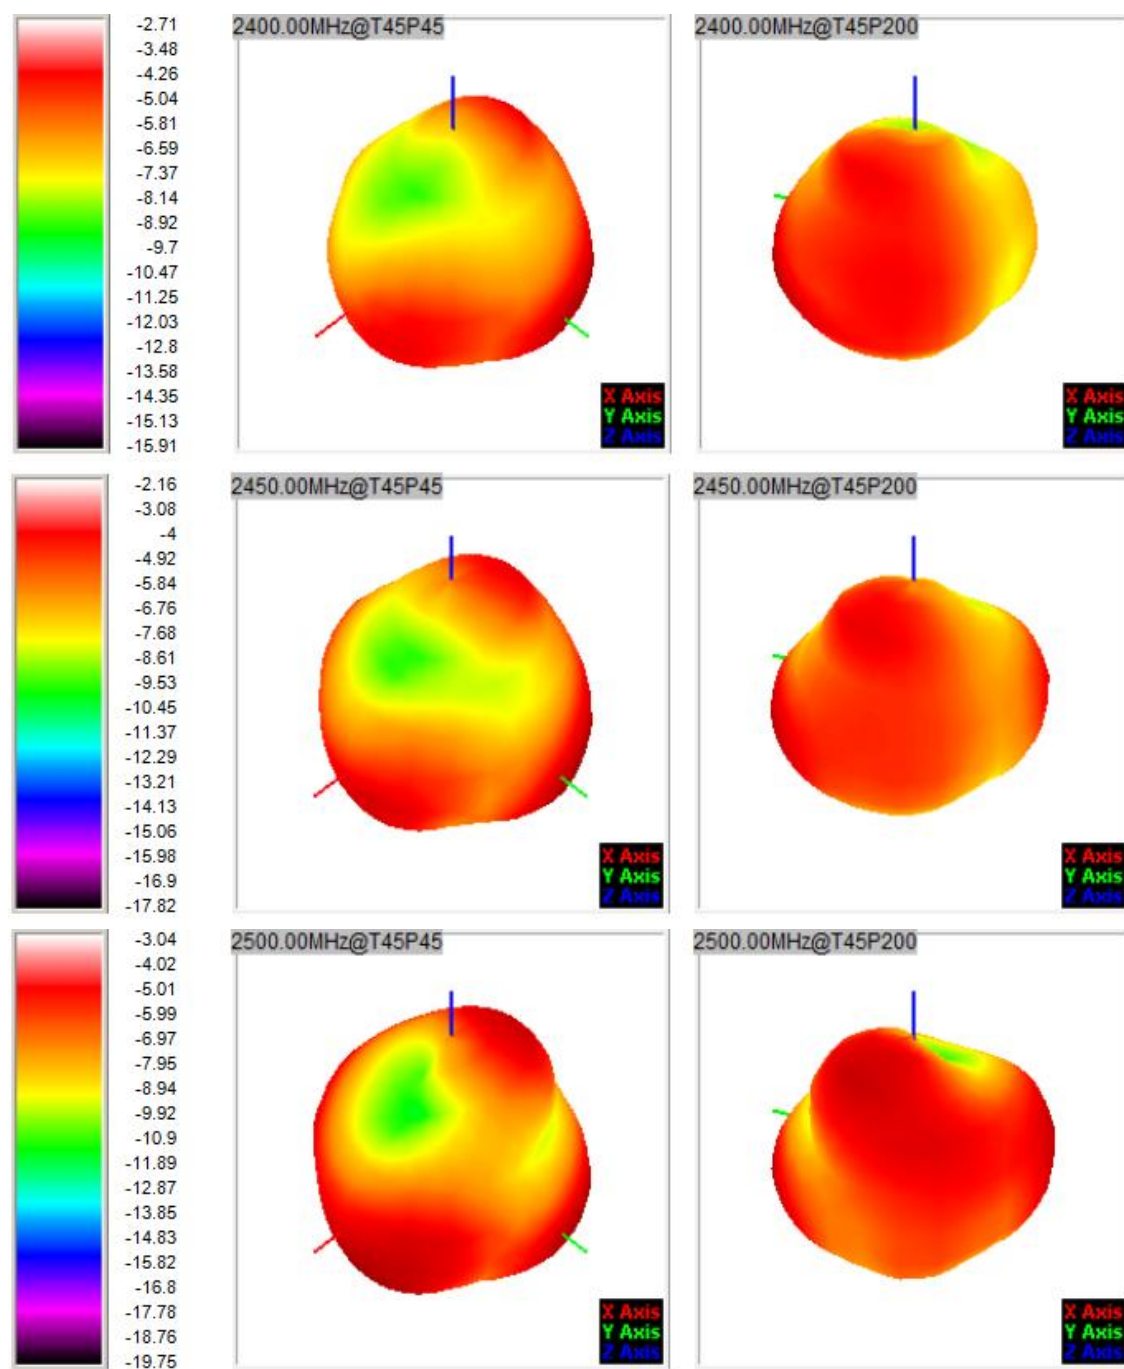 -2.71
-3.48
-4.26
-5.04
-5.81
-6.59
-7.37
-8.14
-8.92
-9.7
-10.47
-11.25
-12.03
-12.8
-13.58
-14.35
-15.13
-15.91
2400.00MHz@T45P45
X Axis
Y Axis
Z Axis
2400.00MHz@T45P200
X Axis
Y Axis
Z Axis
-2.16
-3.08
-4
-4.92
-5.84
-6.76
-7.68
-8.61
-9.53
-10.45
-11.37
-12.29
-13.21
-14.13
-15.06
-15.98
-16.9
-17.82
2450.00MHz@T45P45
X Axis
Y Axis
Z Axis
2450.00MHz@T45P200
X Axis
Y Axis
Z Axis
-3.04
-4.02
-5.01
-5.99
-6.97
-7.95
-8.94
-9.92
-10.9
-11.89
-12.87
-13.85
-14.83
-15.82
-16.8
-17.78
-18.76
-19.75
2500.00MHz@T45P45
X Axis
Y Axis
Z Axis
2500.00MHz@T45P200
X Axis
Y Axis
Z Axis